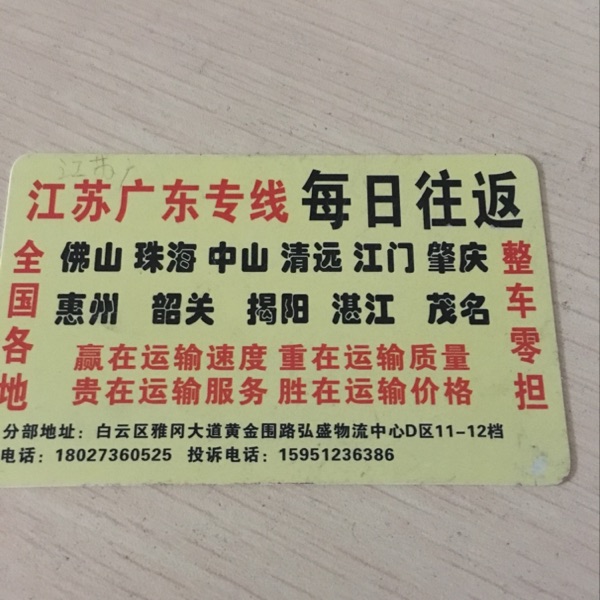 江苏
江苏广东专线 每日往返
全国各地
佛山 珠海 中山 清远 江门 肇庆
惠州 韶关 揭阳 湛江 茂名
整车零担
赢在运输速度 重在运输质量
贵在运输服务 胜在运输价格
分部地址：白云区雅冈大道黄金围路弘盛物流中心D区11-12档
电话：18027360525 投诉电话：15951236386